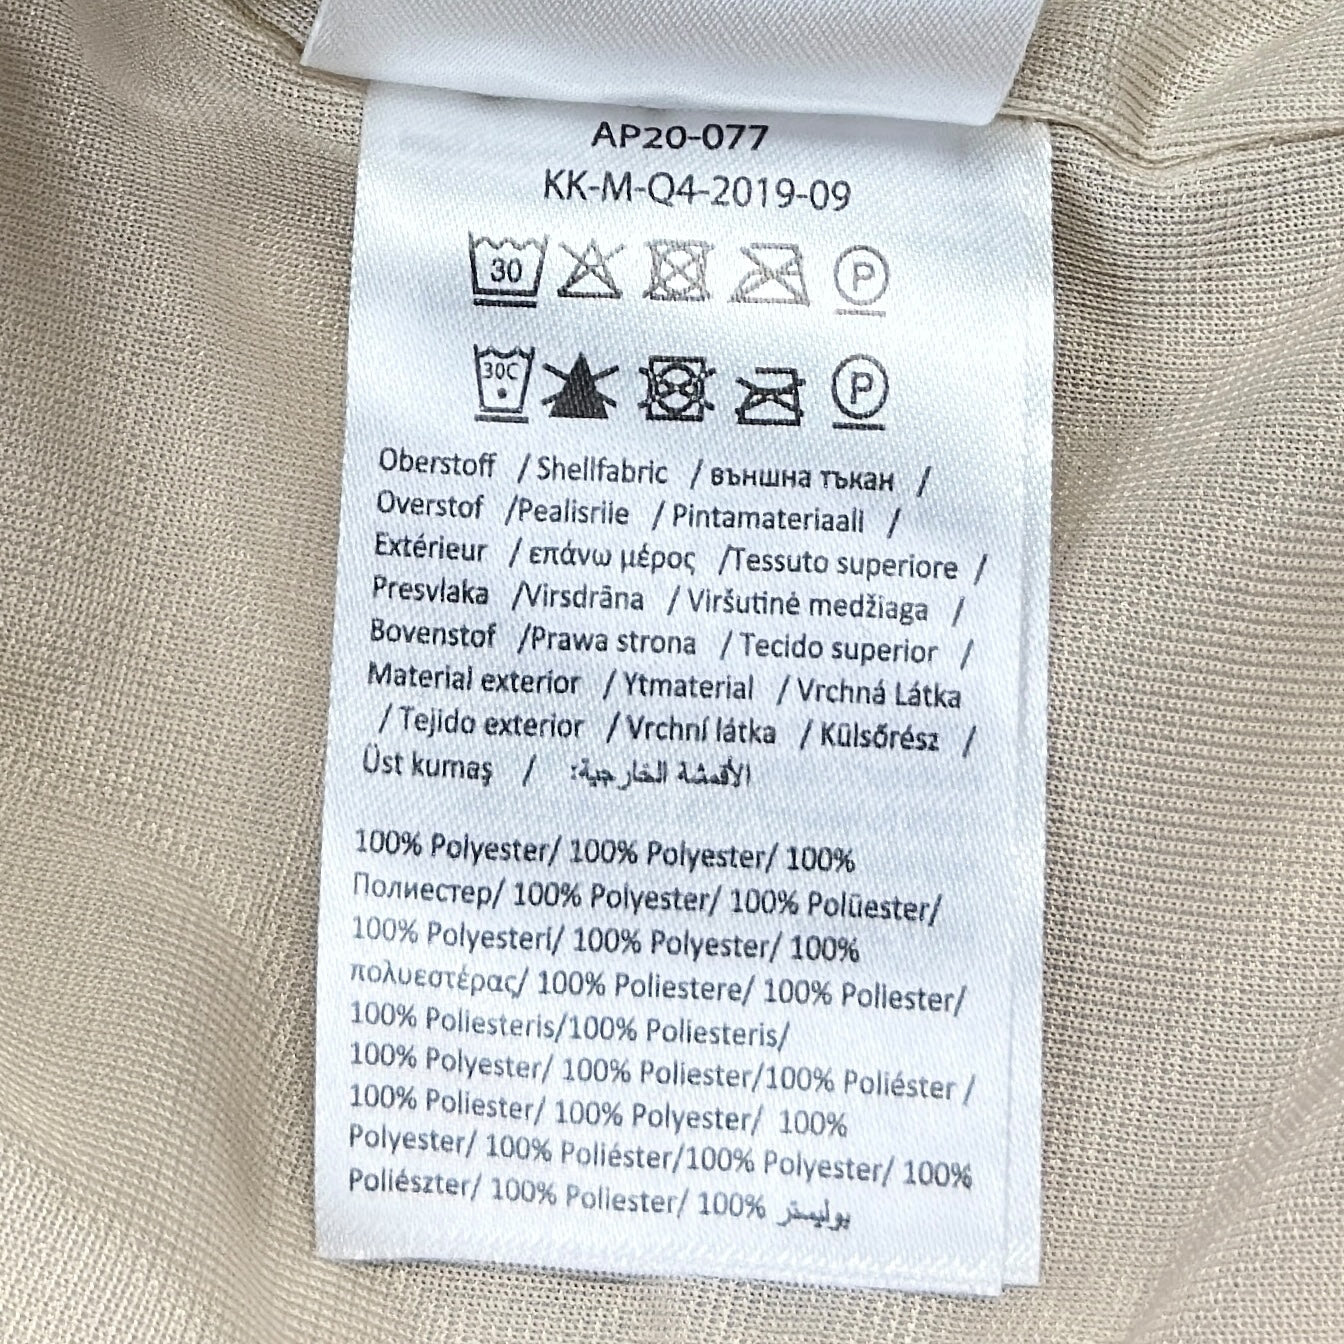 AP20-077
KK-M-Q4-2019-09
30 P
30C P
Oberstoff / Shellfabric / външна тъкан /
Overstof /Pealisriie / Pintamateriaali /
Extérieur / επάνω μέρος /Tessuto superiore /
Presvlaka /Virsdrāna / Viršutinė medžiaga /
Bovenstof /Prawa strona / Tecido superior /
Material exterior / Ytmaterial / Vrchná Látka
/ Tejido exterior / Vrchní látka / Külsőrész /
Üst kumaş / الأقمشة الخارجية:
100% Polyester/ 100% Polyester/ 100%
Полиестер/ 100% Polyester/ 100% Polüester/
100% Polyesteri/ 100% Polyester/ 100%
πολυεστέρας/ 100% Poliestere/ 100% Poliester/
100% Poliesteris/100% Poliesteris/
100% Polyester/ 100% Poliester/100% Poliéster /
100% Poliester/ 100% Polyester/ 100%
Polyester/ 100% Poliéster/100% Polyester/ 100%
Poliészter/ 100% Poliester/ 100% بوليستر